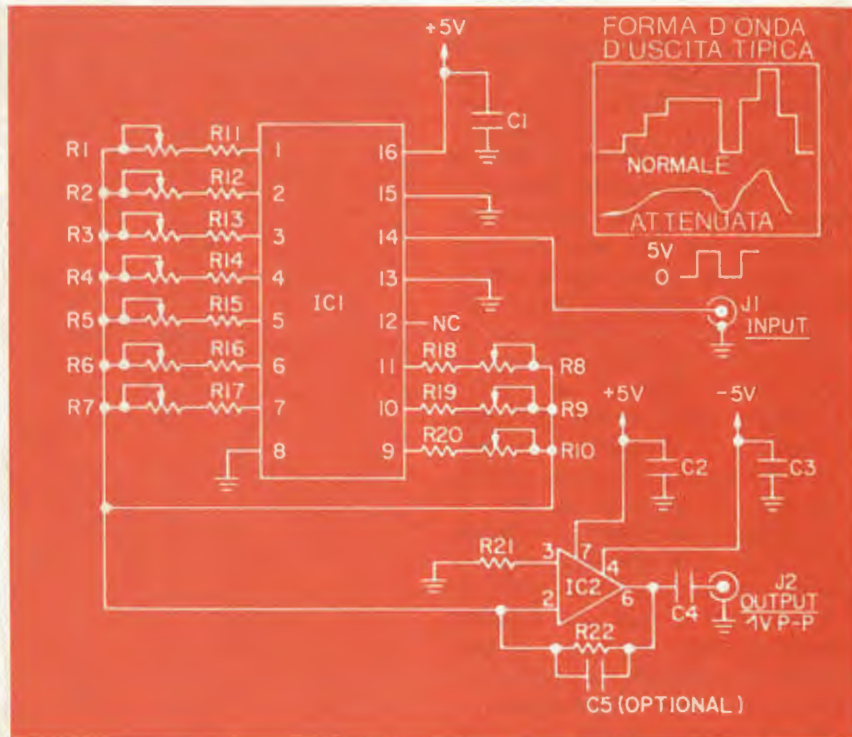 +5V
FORMA D'ONDA
D'USCITA TIPICA
C1
NORMALE
ATTENUATA
5V
0
J1
INPUT
R1 R11 1 16
R2 R12 2 15
R3 R13 3 14
R4 R14 4 13
IC1
R5 R15 5 12 NC
R6 R16 6 11 R18 R8
R7 R17 7 10 R19 R9
8 9 R20 R10
+5V -5V
C2 C3
R21 3 7 4
IC2
2 6
C4
J2
OUTPUT
1V P-P
R22
C5 (OPTIONAL)